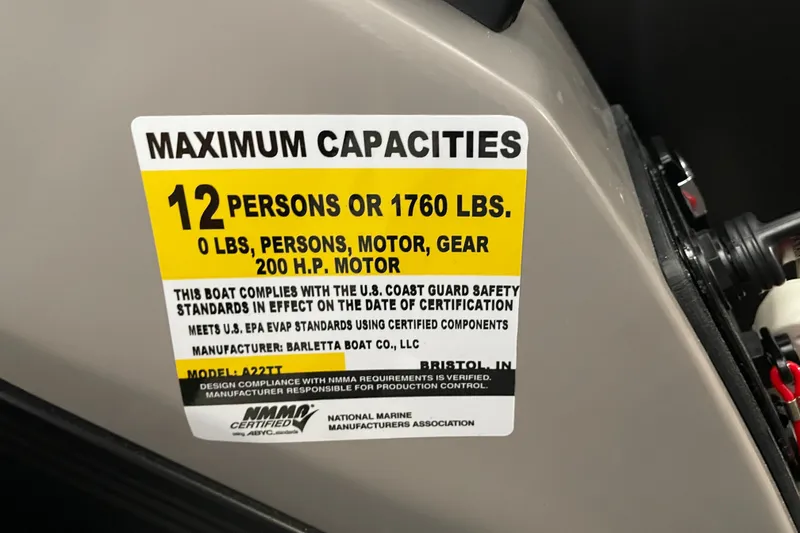 MAXIMUM CAPACITIES
12 PERSONS OR 1760 LBS.
0 LBS, PERSONS, MOTOR, GEAR
200 H.P. MOTOR
THIS BOAT COMPLIES WITH THE U.S. COAST GUARD SAFETY
STANDARDS IN EFFECT ON THE DATE OF CERTIFICATION
MEETS U.S. EPA EVAP STANDARDS USING CERTIFIED COMPONENTS
MANUFACTURER: BARLETTA BOAT CO., LLC
MODEL: A22TT BRISTOL, IN
DESIGN COMPLIANCE WITH NMMA REQUIREMENTS IS VERIFIED.
MANUFACTURER RESPONSIBLE FOR PRODUCTION CONTROL.
NMMA
CERTIFIED
using ABYC standards
NATIONAL MARINE
MANUFACTURERS ASSOCIATION